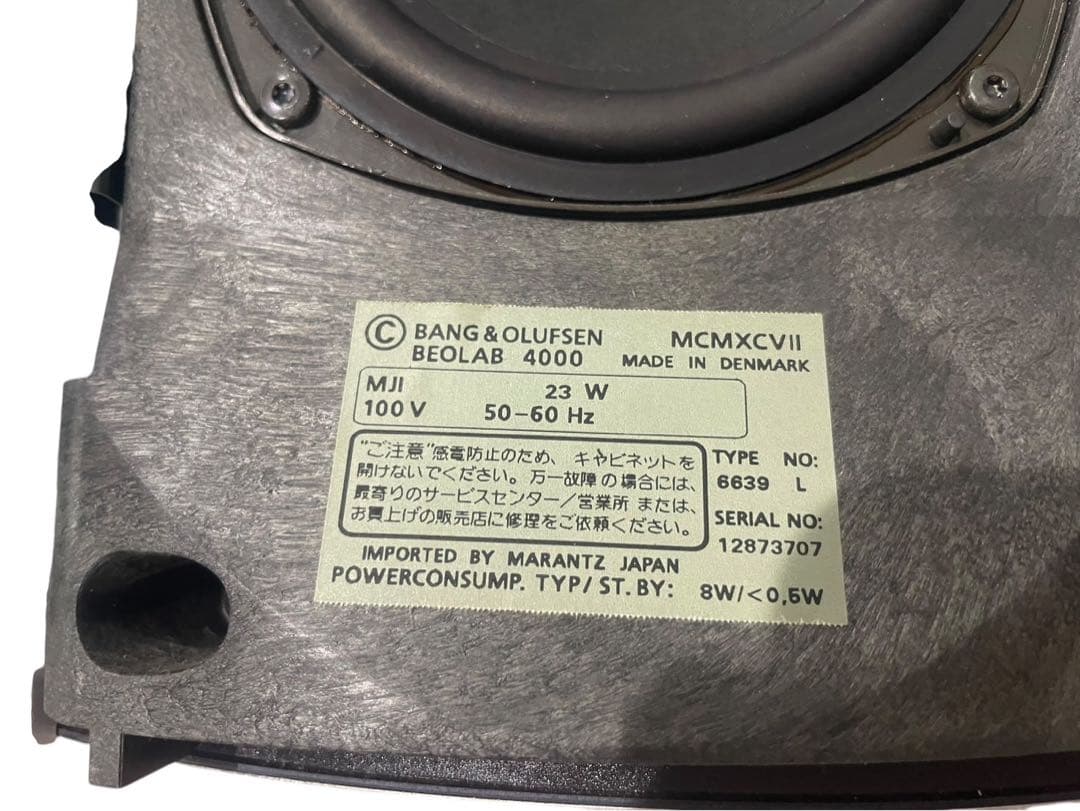 © BANG & OLUFSEN MCMXCVII
BEOLAB 4000 MADE IN DENMARK
MJI 23 W
100 V 50-60 Hz
"ご注意"感電防止のため、キャビネットを
開けないでください。万一故障の場合には、
最寄りのサービスセンター/営業所または、
お買上げの販売店に修理をご依頼ください。
TYPE NO:
6639 L
SERIAL NO:
12873707
IMPORTED BY MARANTZ JAPAN
POWERCONSUMP. TYP/ST.BY: 8W/<0,5W